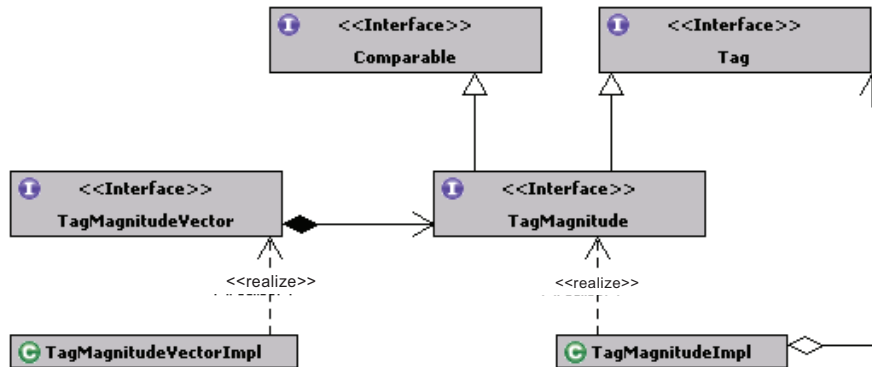 I <<Interface>>
Comparable
I <<Interface>>
Tag
I <<Interface>>
TagMagnitudeVector
I <<Interface>>
TagMagnitude
<<realize>>
<<realize>>
C TagMagnitudeVectorImpl
C TagMagnitudeImpl